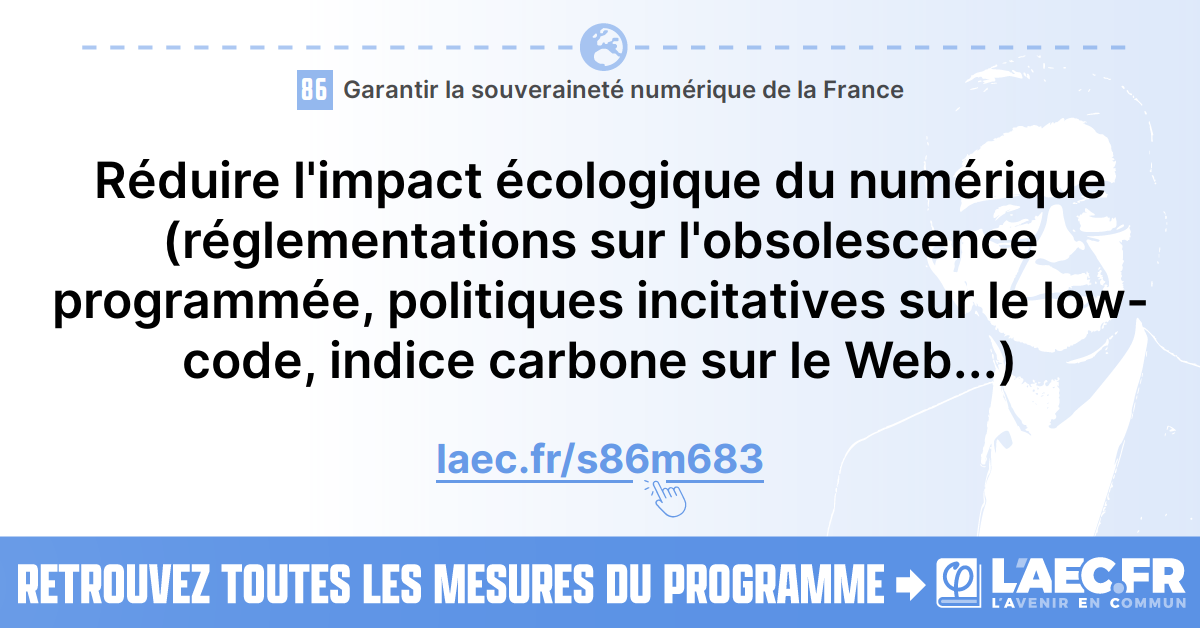 86 Garantir la souveraineté numérique de la France
Réduire l'impact écologique du numérique
(réglementations sur l'obsolescence
programmée, politiques incitatives sur le low-
code, indice carbone sur le Web...)
laec.fr/s86m683
RETROUVEZ TOUTES LES MESURES DU PROGRAMME
φ L'AEC.FR
L'AVENIR EN COMMUN